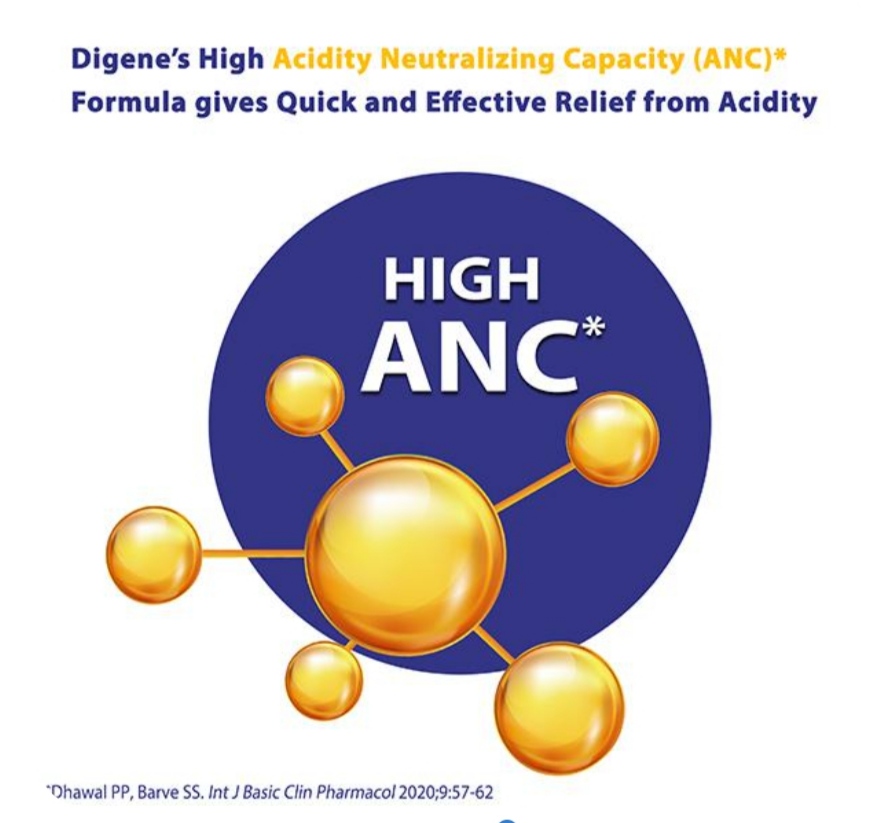 Digene's High Acidity Neutralizing Capacity (ANC)*
Formula gives Quick and Effective Relief from Acidity
HIGH
ANC*
*Dhawal PP, Barve SS. Int J Basic Clin Pharmacol 2020;9:57-62